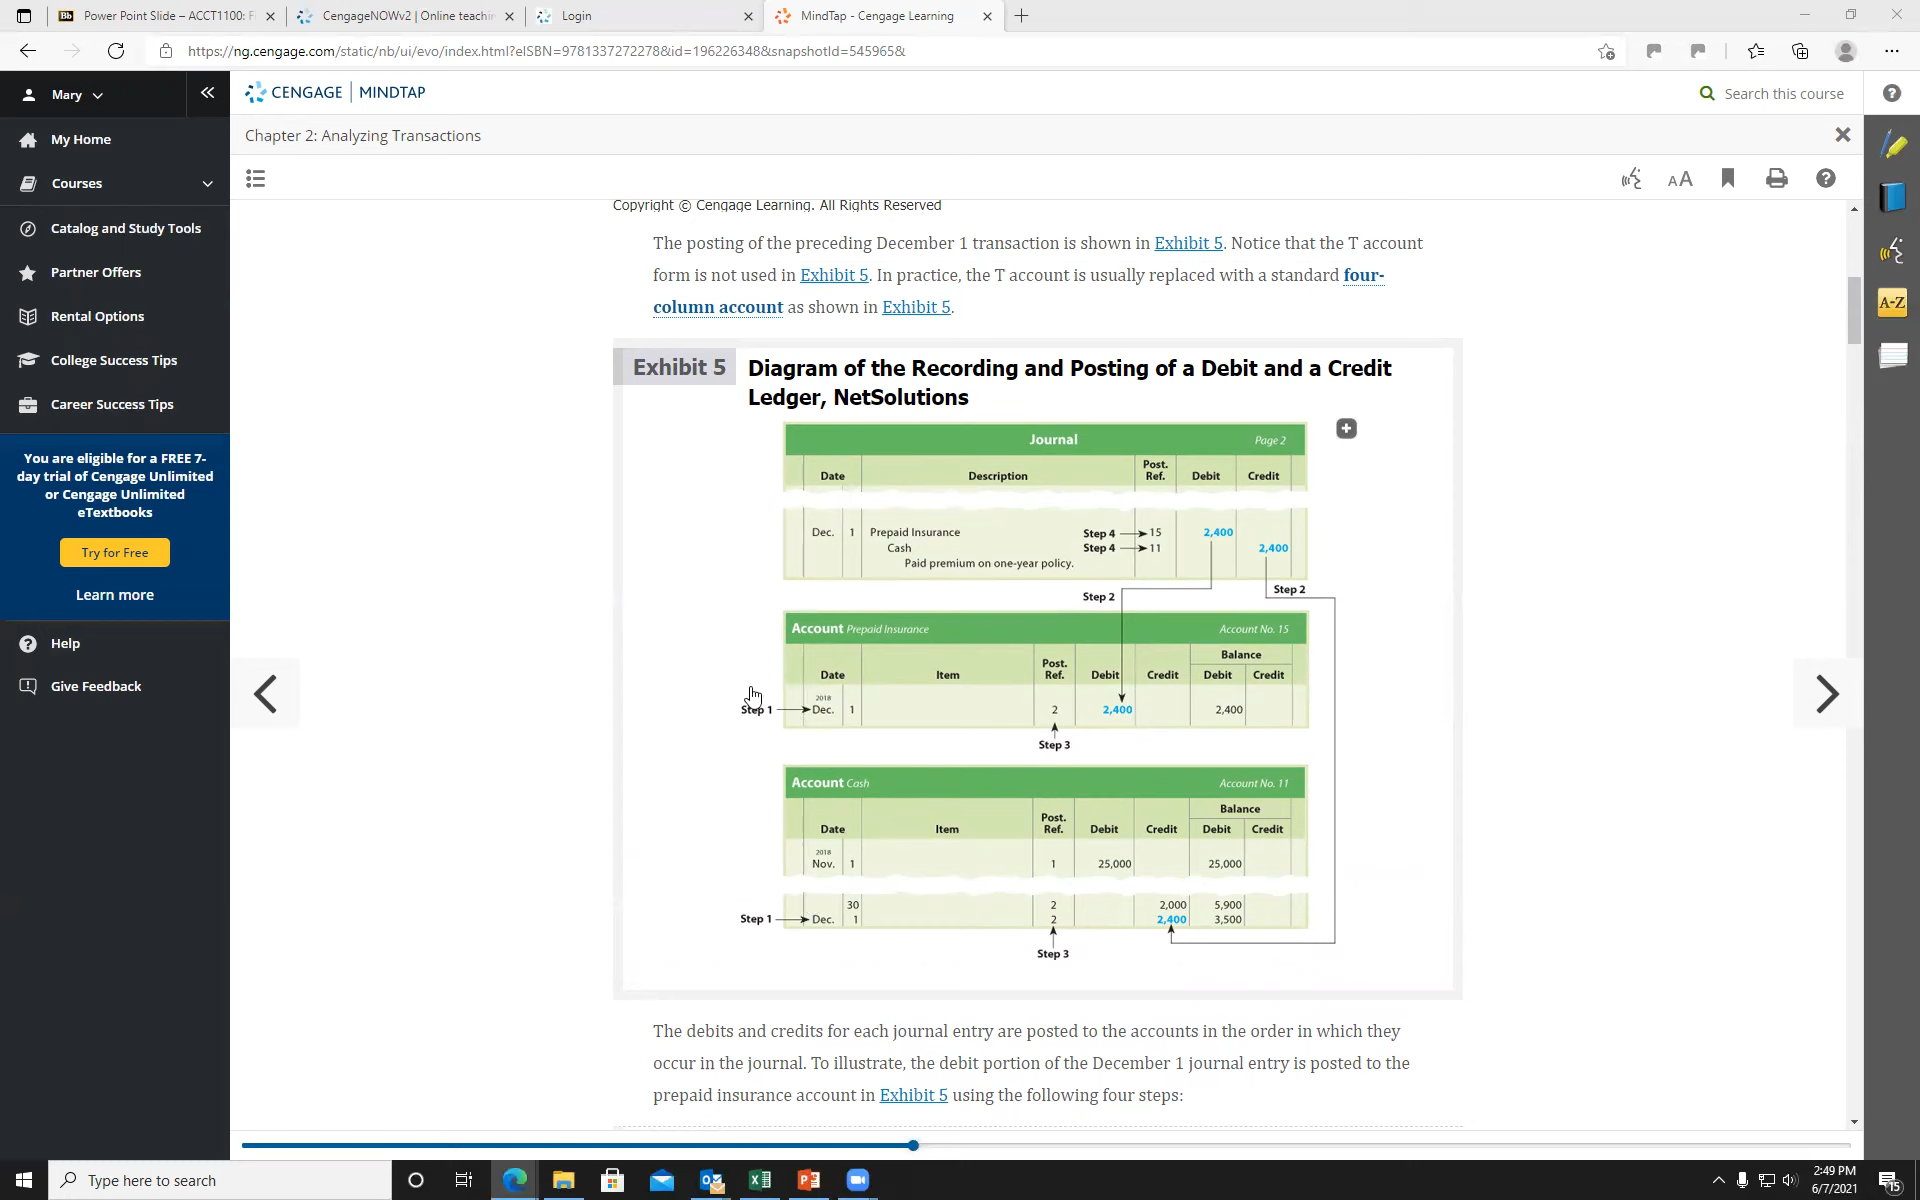 Power Point Slide – ACCT1100: F
CengageNOWv2 | Online teachin
Login
MindTap - Cengage Learning
https://ng.cengage.com/static/nb/ui/evo/index.html?eISBN=9781337272278&id=196226348&snapshotId=545965&
Mary
CENGAGE | MINDTAP
Search this course
My Home
Courses
Catalog and Study Tools
Partner Offers
Rental Options
College Success Tips
Career Success Tips
You are eligible for a FREE 7-
day trial of Cengage Unlimited
or Cengage Unlimited
eTextbooks
Try for Free
Learn more
Help
Give Feedback
Chapter 2: Analyzing Transactions
AA
A-Z
Copyright © Cengage Learning. All Rights Reserved
The posting of the preceding December 1 transaction is shown in Exhibit 5. Notice that the T account
form is not used in Exhibit 5. In practice, the T account is usually replaced with a standard four-
column account as shown in Exhibit 5.
Exhibit 5 Diagram of the Recording and Posting of a Debit and a Credit
Ledger, NetSolutions
Journal Page 2
Date Description Post. Ref. Debit Credit
Dec. 1 Prepaid Insurance Step 4 15 2,400
Cash Step 4 11 2,400
Paid premium on one-year policy.
Step 2 Step 2
Account Prepaid Insurance Account No. 15
Balance
Date Item Post. Ref. Debit Credit Debit Credit
2018
Step 1 Dec. 1 2 2,400 2,400
Step 3
Account Cash Account No. 11
Balance
Date Item Post. Ref. Debit Credit Debit Credit
2018
Nov. 1 1 25,000 25,000
30 2 2,000 5,900
Step 1 Dec. 1 2 2,400 3,500
Step 3
The debits and credits for each journal entry are posted to the accounts in the order in which they
occur in the journal. To illustrate, the debit portion of the December 1 journal entry is posted to the
prepaid insurance account in Exhibit 5 using the following four steps:
Type here to search
2:49 PM
6/7/2021
15